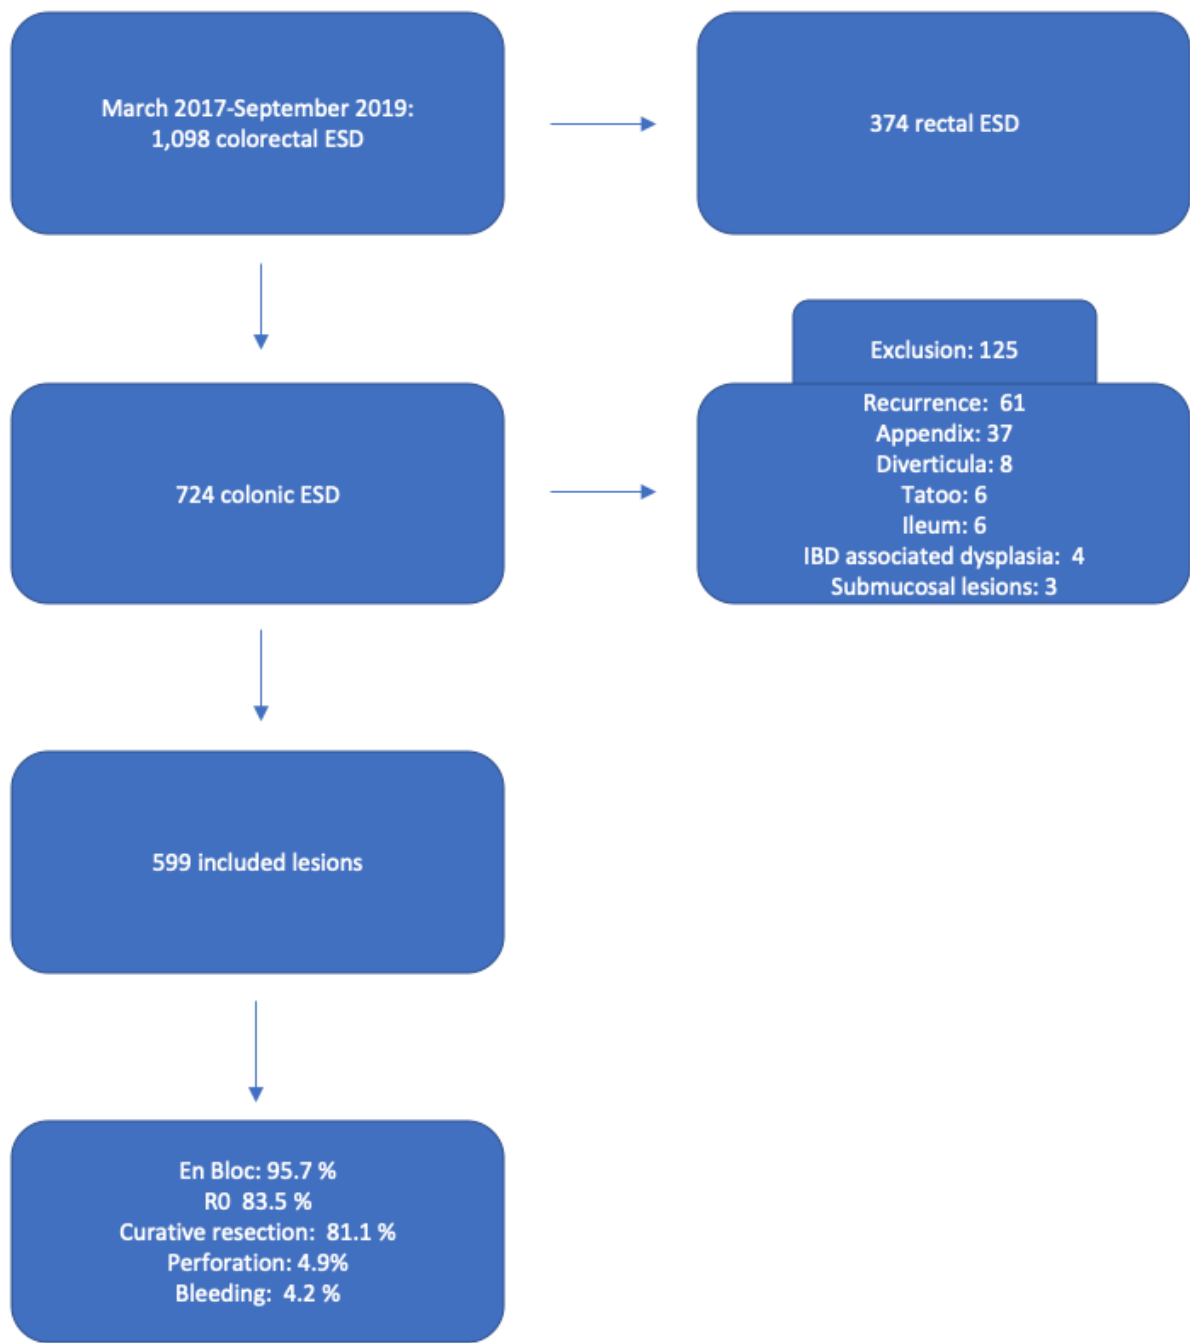 March 2017-September 2019:
1,098 colorectal ESD
374 rectal ESD
Exclusion: 125
724 colonic ESD
Recurrence: 61
Appendix: 37
Diverticula: 8
Tatoo: 6
Ileum: 6
IBD associated dysplasia: 4
Submucosal lesions: 3
599 included lesions
En Bloc: 95.7 %
R0 83.5 %
Curative resection: 81.1 %
Perforation: 4.9%
Bleeding: 4.2 %